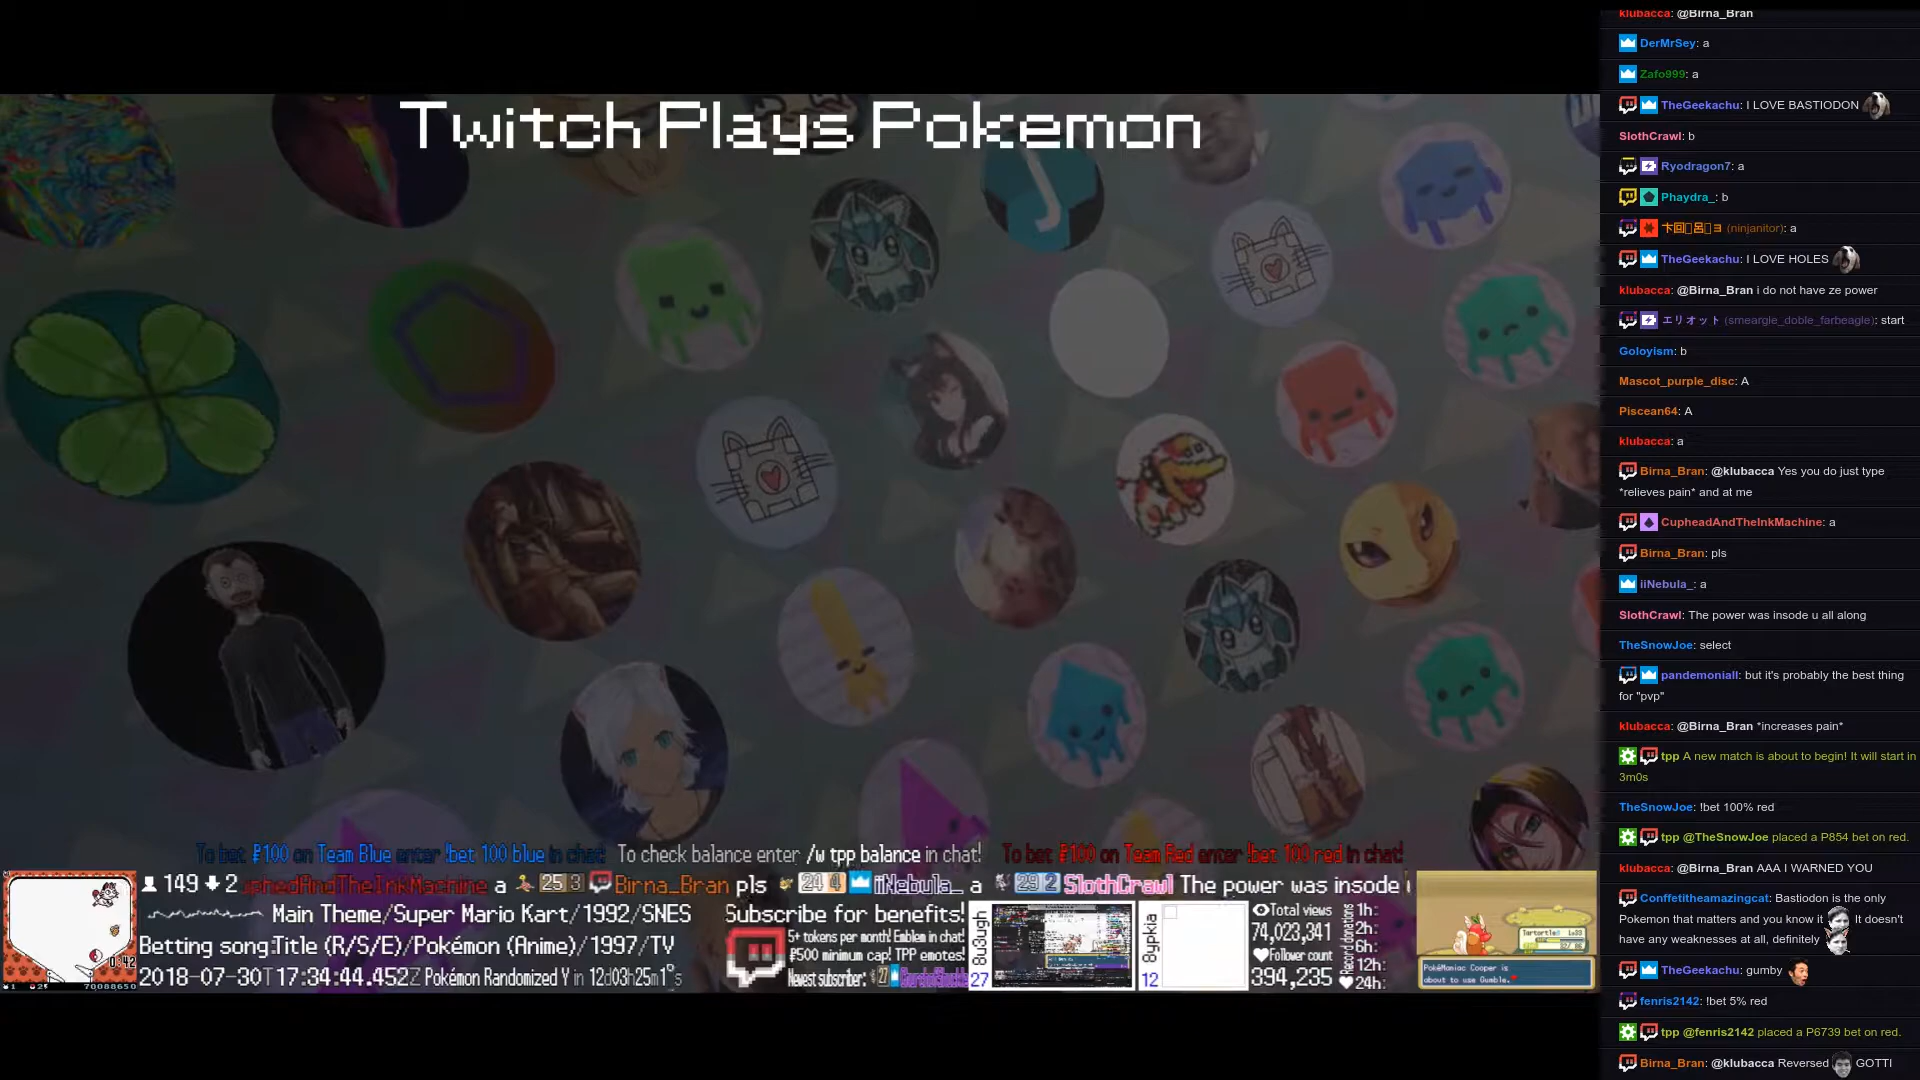 Twitch Plays Pokemon
To bet ₽100 on Team Blue enter !bet 100 blue in chat!
To check balance enter /w tpp balance in chat!
To bet ₽100 on Team Red enter !bet 100 red in chat!
149 2
upheadAndTheInkMachine a 25 3 Birna_Bran pls 24 4 iiNebula_ a 29 2 SlothCrawl The power was insode
Main Theme/Super Mario Kart/1992/SNES
Betting song:Title (R/S/E)/Pokémon (Anime)/1997/TV
2018-07-30T17:34:44.452Z Pokémon Randomized Y in 12d03h25m1°s
0:42
Subscribe for benefits!
5+ tokens per month! Emblem in chat!
₽500 minimum cap! TPP emotes!
Newest subscriber: 27
8u3ugh
27
8ypkia
12
Total views
74,023,341
Follower count
394,235
Record donations
1h:
2h:
6h:
12h:
24h:
PokéManiac Cooper is
about to use Gumble.
klubacca: @Birna_Bran
DerMrSey: a
Zafo999: a
TheGeekachu: I LOVE BASTIODON
SlothCrawl: b
Ryodragon7: a
Phaydra_: b
(ninjanitor): a
TheGeekachu: I LOVE HOLES
klubacca: @Birna_Bran i do not have ze power
エリオット (smeargle_doble_farbeagle): start
Goloyism: b
Mascot_purple_disc: A
Piscean64: A
klubacca: a
Birna_Bran: @klubacca Yes you do just type
*relieves pain* and at me
CupheadAndTheInkMachine: a
Birna_Bran: pls
iiNebula_: a
SlothCrawl: The power was insode u all along
TheSnowJoe: select
pandemoniall: but it's probably the best thing
for "pvp"
klubacca: @Birna_Bran *increases pain*
tpp A new match is about to begin! It will start in
3m0s
TheSnowJoe: !bet 100% red
tpp @TheSnowJoe placed a P854 bet on red.
klubacca: @Birna_Bran AAA I WARNED YOU
Conffetitheamazingcat: Bastiodon is the only
Pokemon that matters and you know it It doesn't
have any weaknesses at all, definitely
TheGeekachu: gumby
fenris2142: !bet 5% red
tpp @fenris2142 placed a P6739 bet on red.
Birna_Bran: @klubacca Reversed GOTTI